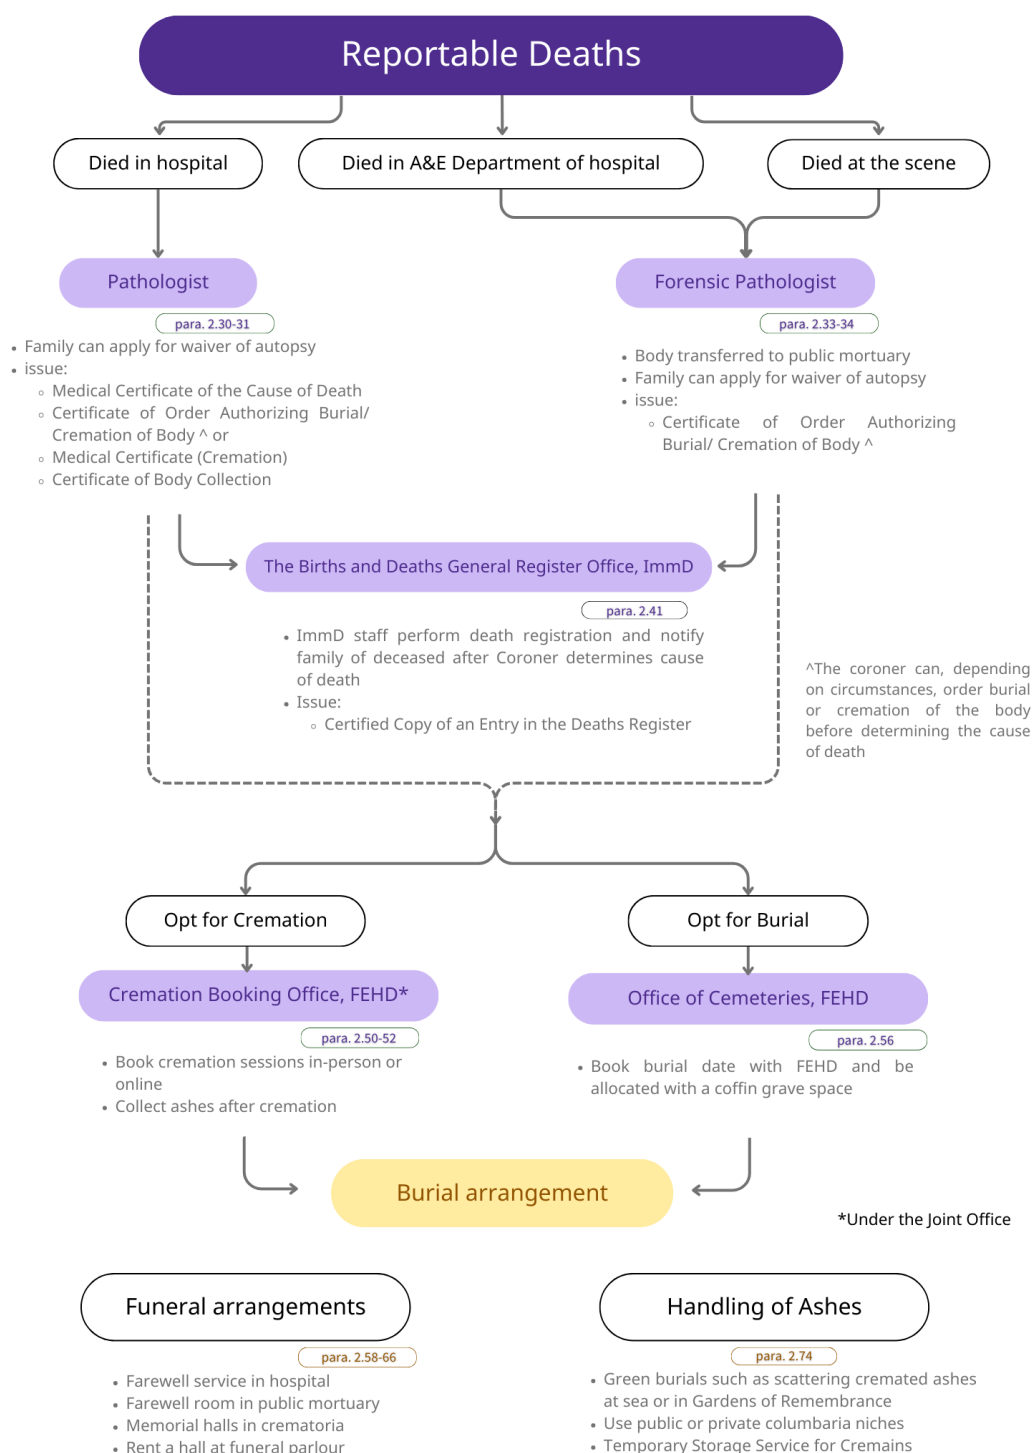 Reportable Deaths
Died in hospital
Died in A&E Department of hospital
Died at the scene
Pathologist
para. 2.30-31
• Family can apply for waiver of autopsy
• issue:
◦ Medical Certificate of the Cause of Death
◦ Certificate of Order Authorizing Burial/
Cremation of Body ^ or
◦ Medical Certificate (Cremation)
◦ Certificate of Body Collection
Forensic Pathologist
para. 2.33-34
• Body transferred to public mortuary
• Family can apply for waiver of autopsy
• issue:
◦ Certificate of Order Authorizing
Burial/ Cremation of Body ^
The Births and Deaths General Register Office, ImmD
para. 2.41
• ImmD staff perform death registration and notify
family of deceased after Coroner determines cause
of death
• Issue:
◦ Certified Copy of an Entry in the Deaths Register
^The coroner can, depending
on circumstances, order burial
or cremation of the body
before determining the cause
of death
Opt for Cremation
Cremation Booking Office, FEHD*
para. 2.50-52
• Book cremation sessions in-person or
online
• Collect ashes after cremation
Opt for Burial
Office of Cemeteries, FEHD
para. 2.56
• Book burial date with FEHD and be
allocated with a coffin grave space
Burial arrangement
*Under the Joint Office
Funeral arrangements
para. 2.58-66
• Farewell service in hospital
• Farewell room in public mortuary
• Memorial halls in crematoria
• Rent a hall at funeral parlour
Handling of Ashes
para. 2.74
• Green burials such as scattering cremated ashes
at sea or in Gardens of Remembrance
• Use public or private columbaria niches
• Temporary Storage Service for Cremains